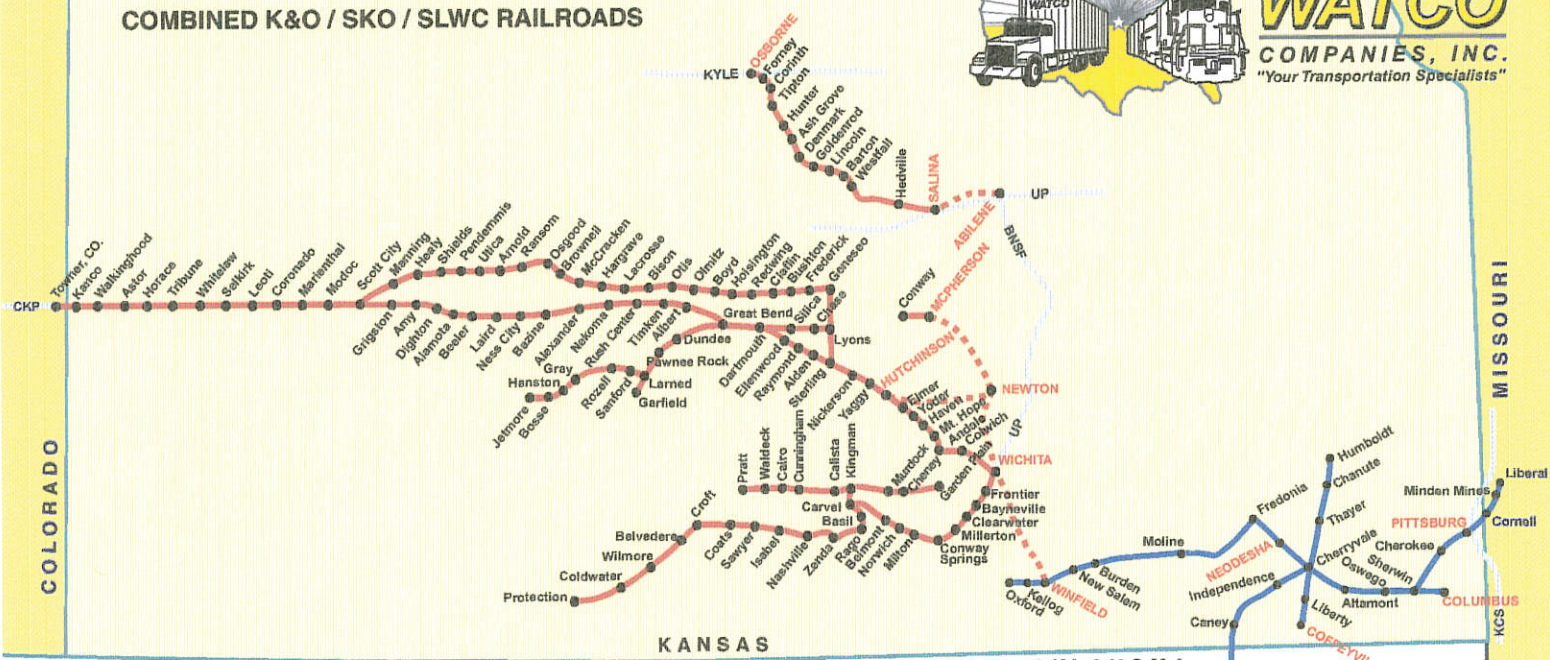 COMBINED K&O / SKO / SLWC RAILROADS
WATCO
WATCO
COMPANIES, INC.
"Your Transportation Specialists"
KYLE
OSBORNE
Forney
Corinth
Tipton
Hunter
Ash Grove
Denmark
Goldenrod
Lincoln
Barton
Westfall
Hedville
SALINA
ABILENE
UP
BNSF
CKP
Towner, CO.
Kanco
Walkinghood
Astor
Horace
Tribune
Whitelaw
Selkirk
Leoti
Coronado
Marienthal
Modoc
Scott City
Manning
Healy
Shields
Pendennis
Utica
Arnold
Ransom
Osgood
Brownell
McCracken
Hargrave
Lacrosse
Bison
Otis
Olmitz
Boyd
Hoisington
Redwing
Claflin
Bushton
Frederick
Geneseo
Grigston
Amy
Dighton
Alamota
Beeler
Laird
Ness City
Bazine
Alexander
Nekoma
Rush Center
Timken
Albert
Great Bend
Silica
Chase
Lyons
Dundee
Pawnee Rock
Larned
Garfield
Sanford
Rozell
Gray
Hanston
Bosse
Jetmore
Dartmouth
Ellenwood
Raymond
Alden
Sterling
Nickerson
Yaggy
HUTCHINSON
Conway
MCPHERSON
NEWTON
Elmer
Yoder
Haven
Mt. Hope
Andale
Colwich
UP
WICHITA
Pratt
Waldeck
Cairo
Cunningham
Calista
Kingman
Murdock
Cheney
Garden Plain
Frontier
Bayneville
Clearwater
Millerton
Conway
Springs
Milton
Norwich
Belmont
Rago
Basil
Carvel
Zenda
Nashville
Isabel
Sawyer
Coats
Croft
Belvedere
Wilmore
Coldwater
Protection
Oxford
Kellog
WINFIELD
New Salem
Burden
Moline
Fredonia
NEODESHA
Independence
Caney
Humboldt
Chanute
Thayer
Cherryvale
Liberty
Altamont
Oswego
Sherwin
COLUMBUS
Cherokee
PITTSBURG
Cornell
Minden Mines
Liberal
KCS
COLORADO
MISSOURI
KANSAS